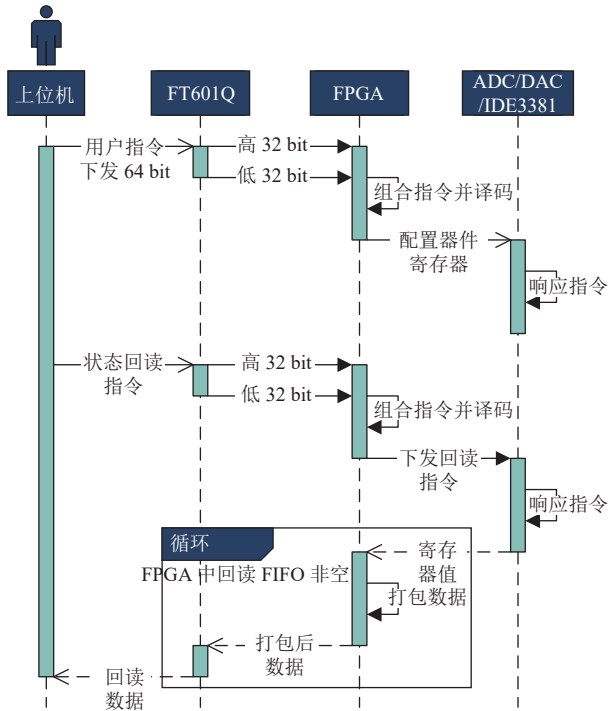 上位机
FT601Q
FPGA
ADC/DAC
/IDE3381
用户指令
下发 64 bit
高 32 bit
低 32 bit
组合指令并译码
配置器件
寄存器
响应指令
状态回读
指令
高 32 bit
低 32 bit
组合指令并译码
下发回读
指令
响应指令
循环
FPGA 中回读 FIFO 非空
寄存
器值
打包数据
打包后
数据
回读
数据